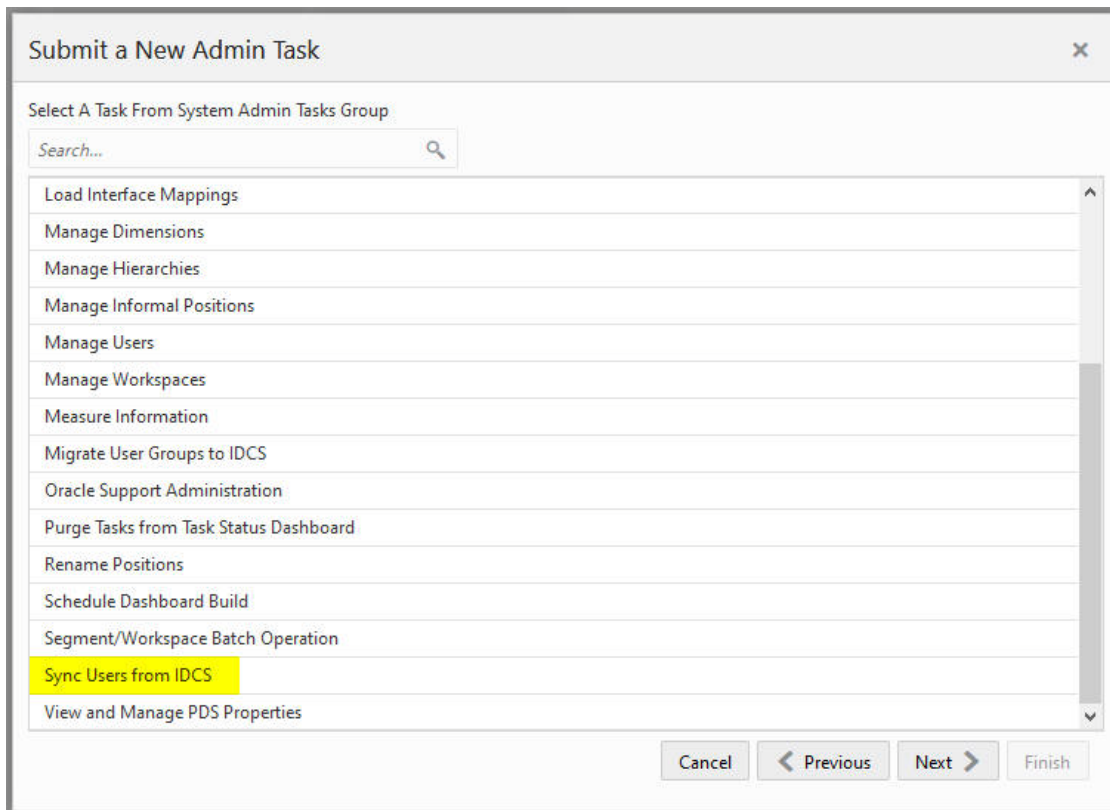 Submit a New Admin Task
Select A Task From System Admin Tasks Group
Search...
Load Interface Mappings
Manage Dimensions
Manage Hierarchies
Manage Informal Positions
Manage Users
Manage Workspaces
Measure Information
Migrate User Groups to IDCS
Oracle Support Administration
Purge Tasks from Task Status Dashboard
Rename Positions
Schedule Dashboard Build
Segment/Workspace Batch Operation
Sync Users from IDCS
View and Manage PDS Properties
Cancel Previous Next Finish